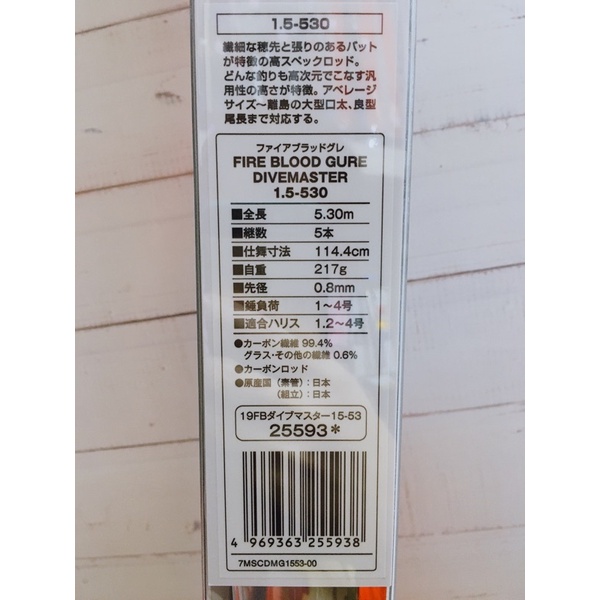 1.5-530
繊細な穂先と張りのあるバット
が特徴の高スペックロッド。
どんな釣りも高次元でこなす汎
用性の高さが特徴。アベレージ
サイズ~離島の大型口太、良型
尾長まで対応する。
ファイアブラッドグレ
FIRE BLOOD GURE
DIVEMASTER
1.5-530
■全長 5.30m
■継数 5本
■仕舞寸法 114.4cm
■自重 217g
■先径 0.8mm
■錘負荷 1~4号
■適合ハリス 1.2~4号
●カーボン繊維 99.4%
グラス・その他の繊維 0.6%
●カーボンロッド
●原産国(素管):日本
(組立):日本
19FBダイブマスター15-53
25593*
4 969363 255938
7MSCDMG1553-00